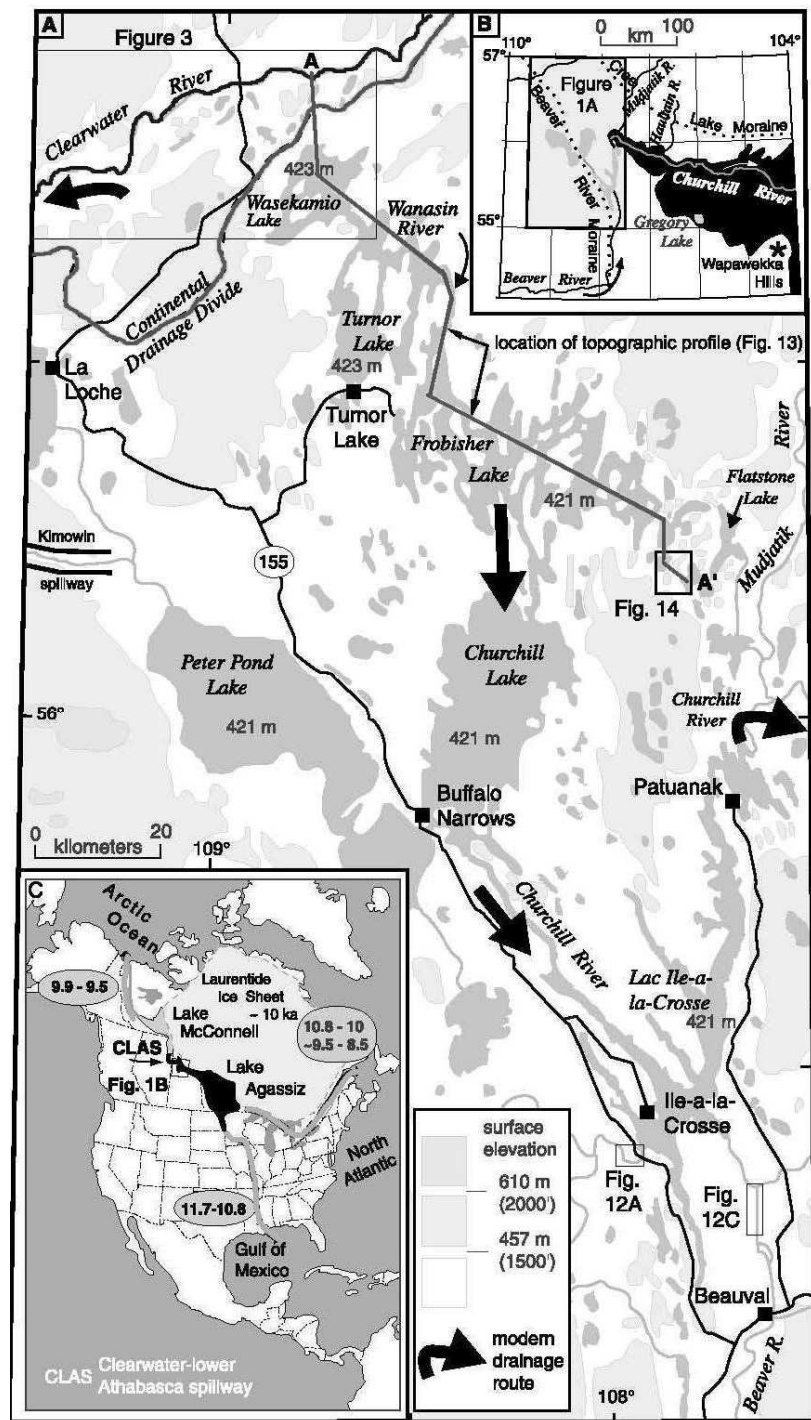 A
Figure 3
A
Clearwater
River
423 m
Wasekamio
Lake
Wanasin
River
Continental
Drainage Divide
Turnor
Lake
423 m
La
Loche
Turnor
Lake
location of topographic profile (Fig. 13)
Frobisher
Lake
421 m
River
Flatstone
Lake
Mudjatik
Kimowin
spillway
155
A'
Fig. 14
Peter Pond
Lake
421 m
Churchill
Lake
421 m
Churchill
River
56°
Buffalo
Narrows
Patuanak
0 20
kilometers
109°
Churchill River
Lac Ile-a-
la-Crosse
421 m
Ile-a-la-
Crosse
Fig.
12A
Fig.
12C
Beauval
Beaver R.
108°
surface
elevation
610 m
(2000')
457 m
(1500')
modern
drainage
route
B
0 100
km
110°
104°
57°
55°
Figure
1A
Cree
Mudjatik R.
Haultain R.
Lake Moraine
Beaver
River
Moraine
Churchill River
Gregory
Lake
Wapawekka
Hills
Beaver River
C
Arctic
Ocean
9.9 - 9.5
Laurentide
Ice Sheet
~ 10 ka
Lake
McConnell
10.8 - 10
~9.5 - 8.5
CLAS
Fig. 1B
Lake
Agassiz
North
Atlantic
11.7-10.8
Gulf of
Mexico
CLAS Clearwater-lower
Athabasca spillway